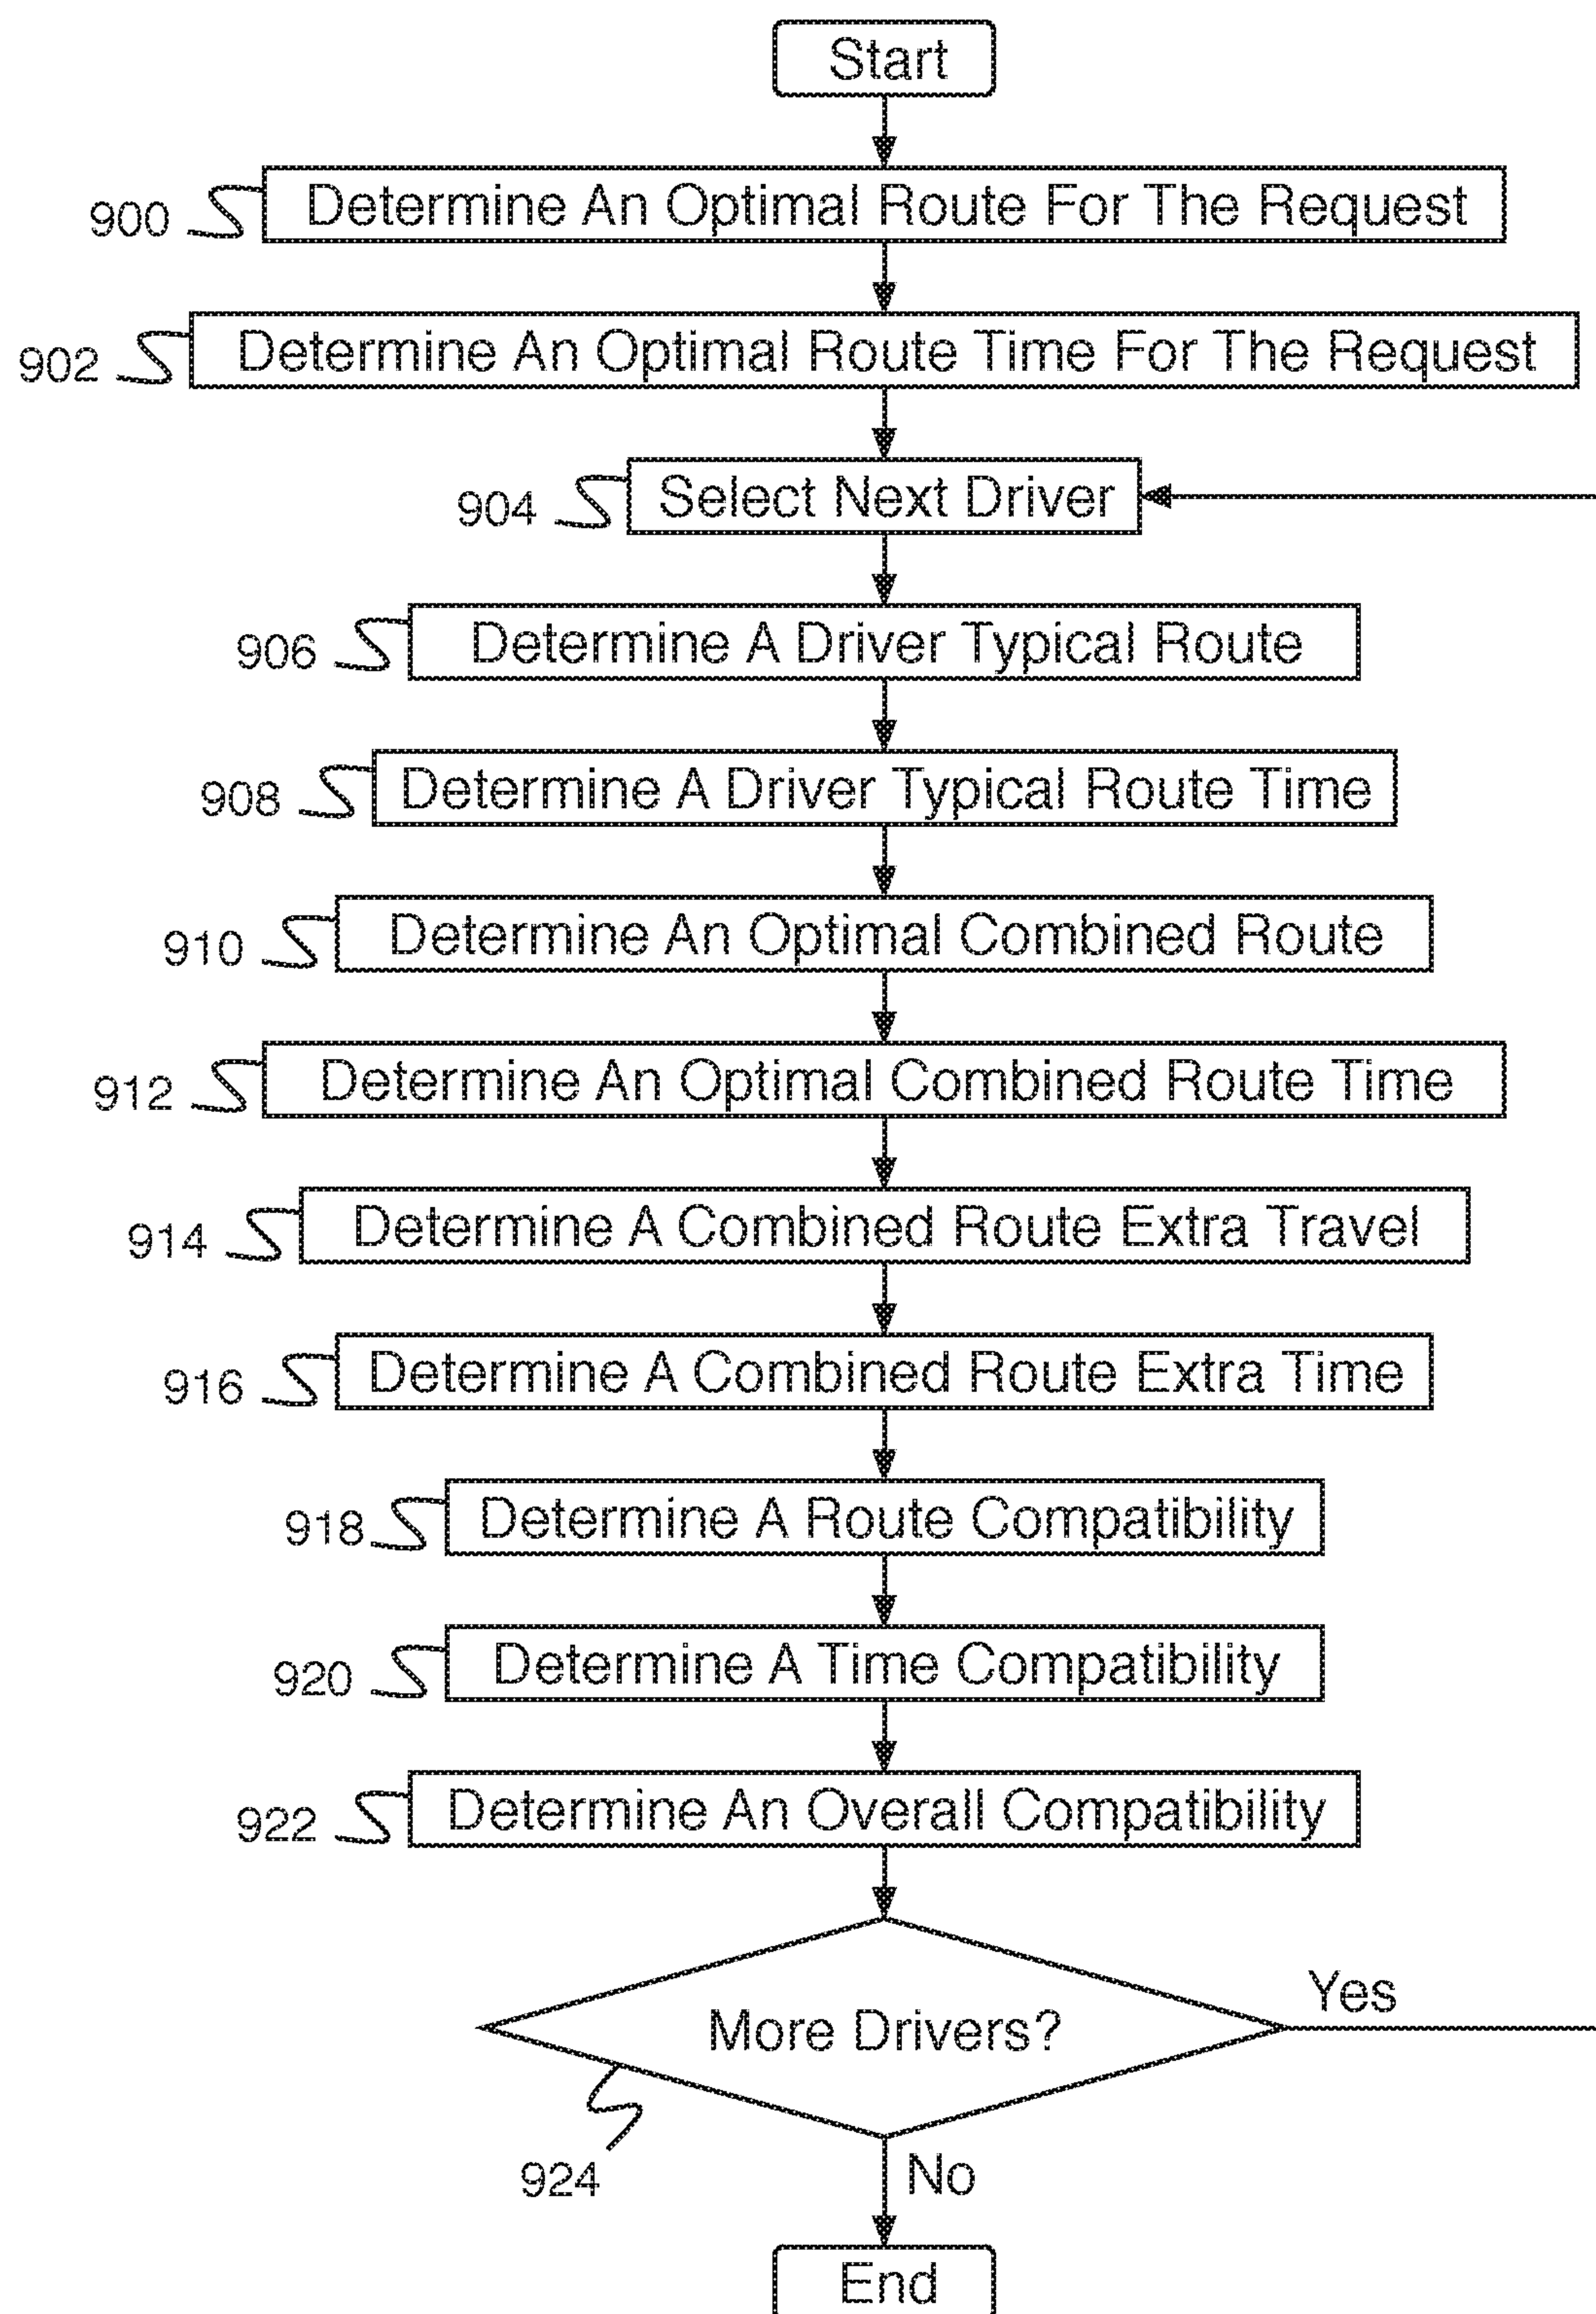 Start
900 Determine An Optimal Route For The Request
902 Determine An Optimal Route Time For The Request
904 Select Next Driver
906 Determine A Driver Typical Route
908 Determine A Driver Typical Route Time
910 Determine An Optimal Combined Route
912 Determine An Optimal Combined Route Time
914 Determine A Combined Route Extra Travel
916 Determine A Combined Route Extra Time
918 Determine A Route Compatibility
920 Determine A Time Compatibility
922 Determine An Overall Compatibility
Yes
More Drivers?
924
No
End